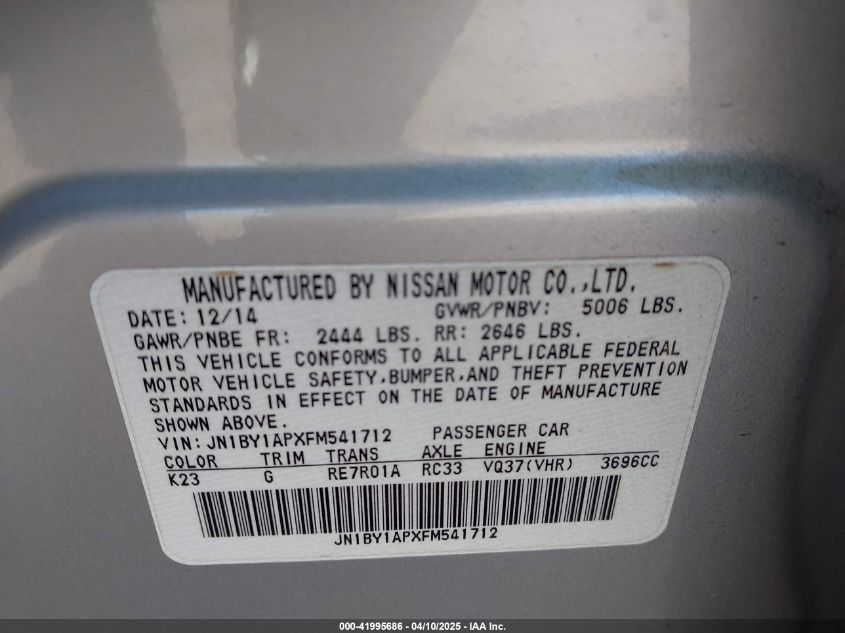 MANUFACTURED BY NISSAN MOTOR CO.,LTD.
DATE: 12/14 GVWR/PNBV: 5006 LBS.
GAWR/PNBE FR: 2444 LBS. RR: 2646 LBS.
THIS VEHICLE CONFORMS TO ALL APPLICABLE FEDERAL
MOTOR VEHICLE SAFETY,BUMPER,AND THEFT PREVENTION
STANDARDS IN EFFECT ON THE DATE OF MANUFACTURE
SHOWN ABOVE.
VIN: JN1BY1APXFM541712 PASSENGER CAR
COLOR TRIM TRANS AXLE ENGINE
K23 G RE7R01A RC33 VQ37(VHR) 3696CC
JN1BY1APXFM541712
000-41995686 - 04/10/2025 - IAA Inc.